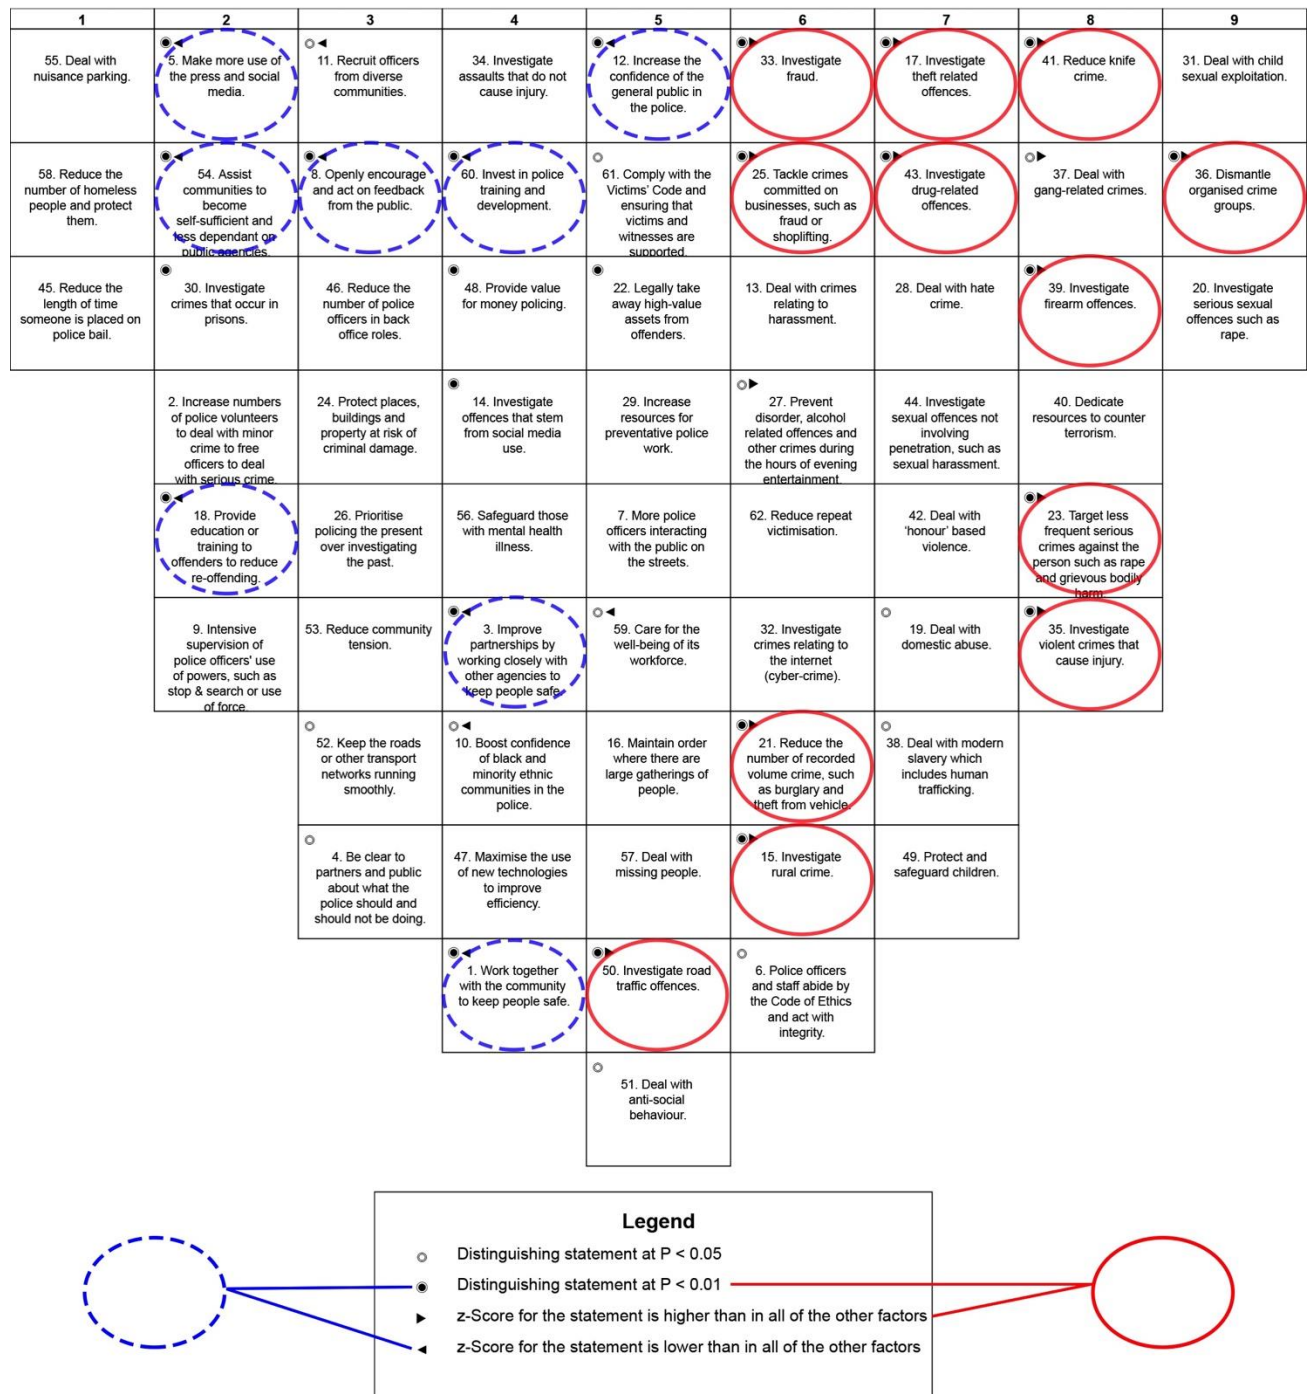 1 2 3 4 5 6 7 8 9
55. Deal with
nuisance parking.
5. Make more use of
the press and social
media.
11. Recruit officers
from diverse
communities.
34. Investigate
assaults that do not
cause injury.
12. Increase the
confidence of the
general public in
the police.
33. Investigate
fraud.
17. Investigate
theft related
offences.
41. Reduce knife
crime.
31. Deal with child
sexual exploitation.
58. Reduce the
number of homeless
people and protect
them.
54. Assist
communities to
become
self-sufficient and
less dependant on
public agencies.
8. Openly encourage
and act on feedback
from the public.
60. Invest in police
training and
development.
61. Comply with the
Victims' Code and
ensuring that
victims and
witnesses are
supported.
25. Tackle crimes
committed on
businesses, such as
fraud or
shoplifting.
43. Investigate
drug-related
offences.
37. Deal with
gang-related crimes.
36. Dismantle
organised crime
groups.
45. Reduce the
length of time
someone is placed on
police bail.
30. Investigate
crimes that occur in
prisons.
46. Reduce the
number of police
officers in back
office roles.
48. Provide value
for money policing.
22. Legally take
away high-value
assets from
offenders.
13. Deal with crimes
relating to
harassment.
28. Deal with hate
crime.
39. Investigate
firearm offences.
20. Investigate
serious sexual
offences such as
rape.
2. Increase numbers
of police volunteers
to deal with minor
crime to free
officers to deal
with serious crime.
24. Protect places,
buildings and
property at risk of
criminal damage.
14. Investigate
offences that stem
from social media
use.
29. Increase
resources for
preventative police
work.
27. Prevent
disorder, alcohol
related offences and
other crimes during
the hours of evening
entertainment.
44. Investigate
sexual offences not
involving
penetration, such as
sexual harassment.
40. Dedicate
resources to counter
terrorism.
18. Provide
education or
training to
offenders to reduce
re-offending.
26. Prioritise
policing the present
over investigating
the past.
56. Safeguard those
with mental health
illness.
7. More police
officers interacting
with the public on
the streets.
62. Reduce repeat
victimisation.
42. Deal with
'honour' based
violence.
23. Target less
frequent serious
crimes against the
person such as rape
and grievous bodily
harm
9. Intensive
supervision of
police officers' use
of powers, such as
stop & search or use
of force.
53. Reduce community
tension.
3. Improve
partnerships by
working closely with
other agencies to
keep people safe.
59. Care for the
well-being of its
workforce.
32. Investigate
crimes relating to
the internet
(cyber-crime).
19. Deal with
domestic abuse.
35. Investigate
violent crimes that
cause injury.
52. Keep the roads
or other transport
networks running
smoothly.
10. Boost confidence
of black and
minority ethnic
communities in the
police.
16. Maintain order
where there are
large gatherings of
people.
21. Reduce the
number of recorded
volume crime, such
as burglary and
theft from vehicle.
38. Deal with modern
slavery which
includes human
trafficking.
4. Be clear to
partners and public
about what the
police should and
should not be doing.
47. Maximise the use
of new technologies
to improve
efficiency.
57. Deal with
missing people.
15. Investigate
rural crime.
49. Protect and
safeguard children.
1. Work together
with the community
to keep people safe.
50. Investigate road
traffic offences.
6. Police officers
and staff abide by
the Code of Ethics
and act with
integrity.
51. Deal with
anti-social
behaviour.
Legend
Distinguishing statement at P < 0.05
Distinguishing statement at P < 0.01
z-Score for the statement is higher than in all of the other factors
z-Score for the statement is lower than in all of the other factors